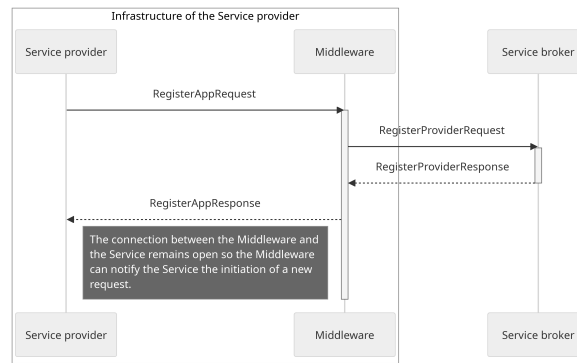 Infrastructure of the Service provider
Service provider
Middleware
Service broker
RegisterAppRequest
RegisterProviderRequest
RegisterProviderResponse
RegisterAppResponse
The connection between the Middleware and
the Service remains open so the Middleware
can notify the Service the initiation of a new
request.
Service provider
Middleware
Service broker